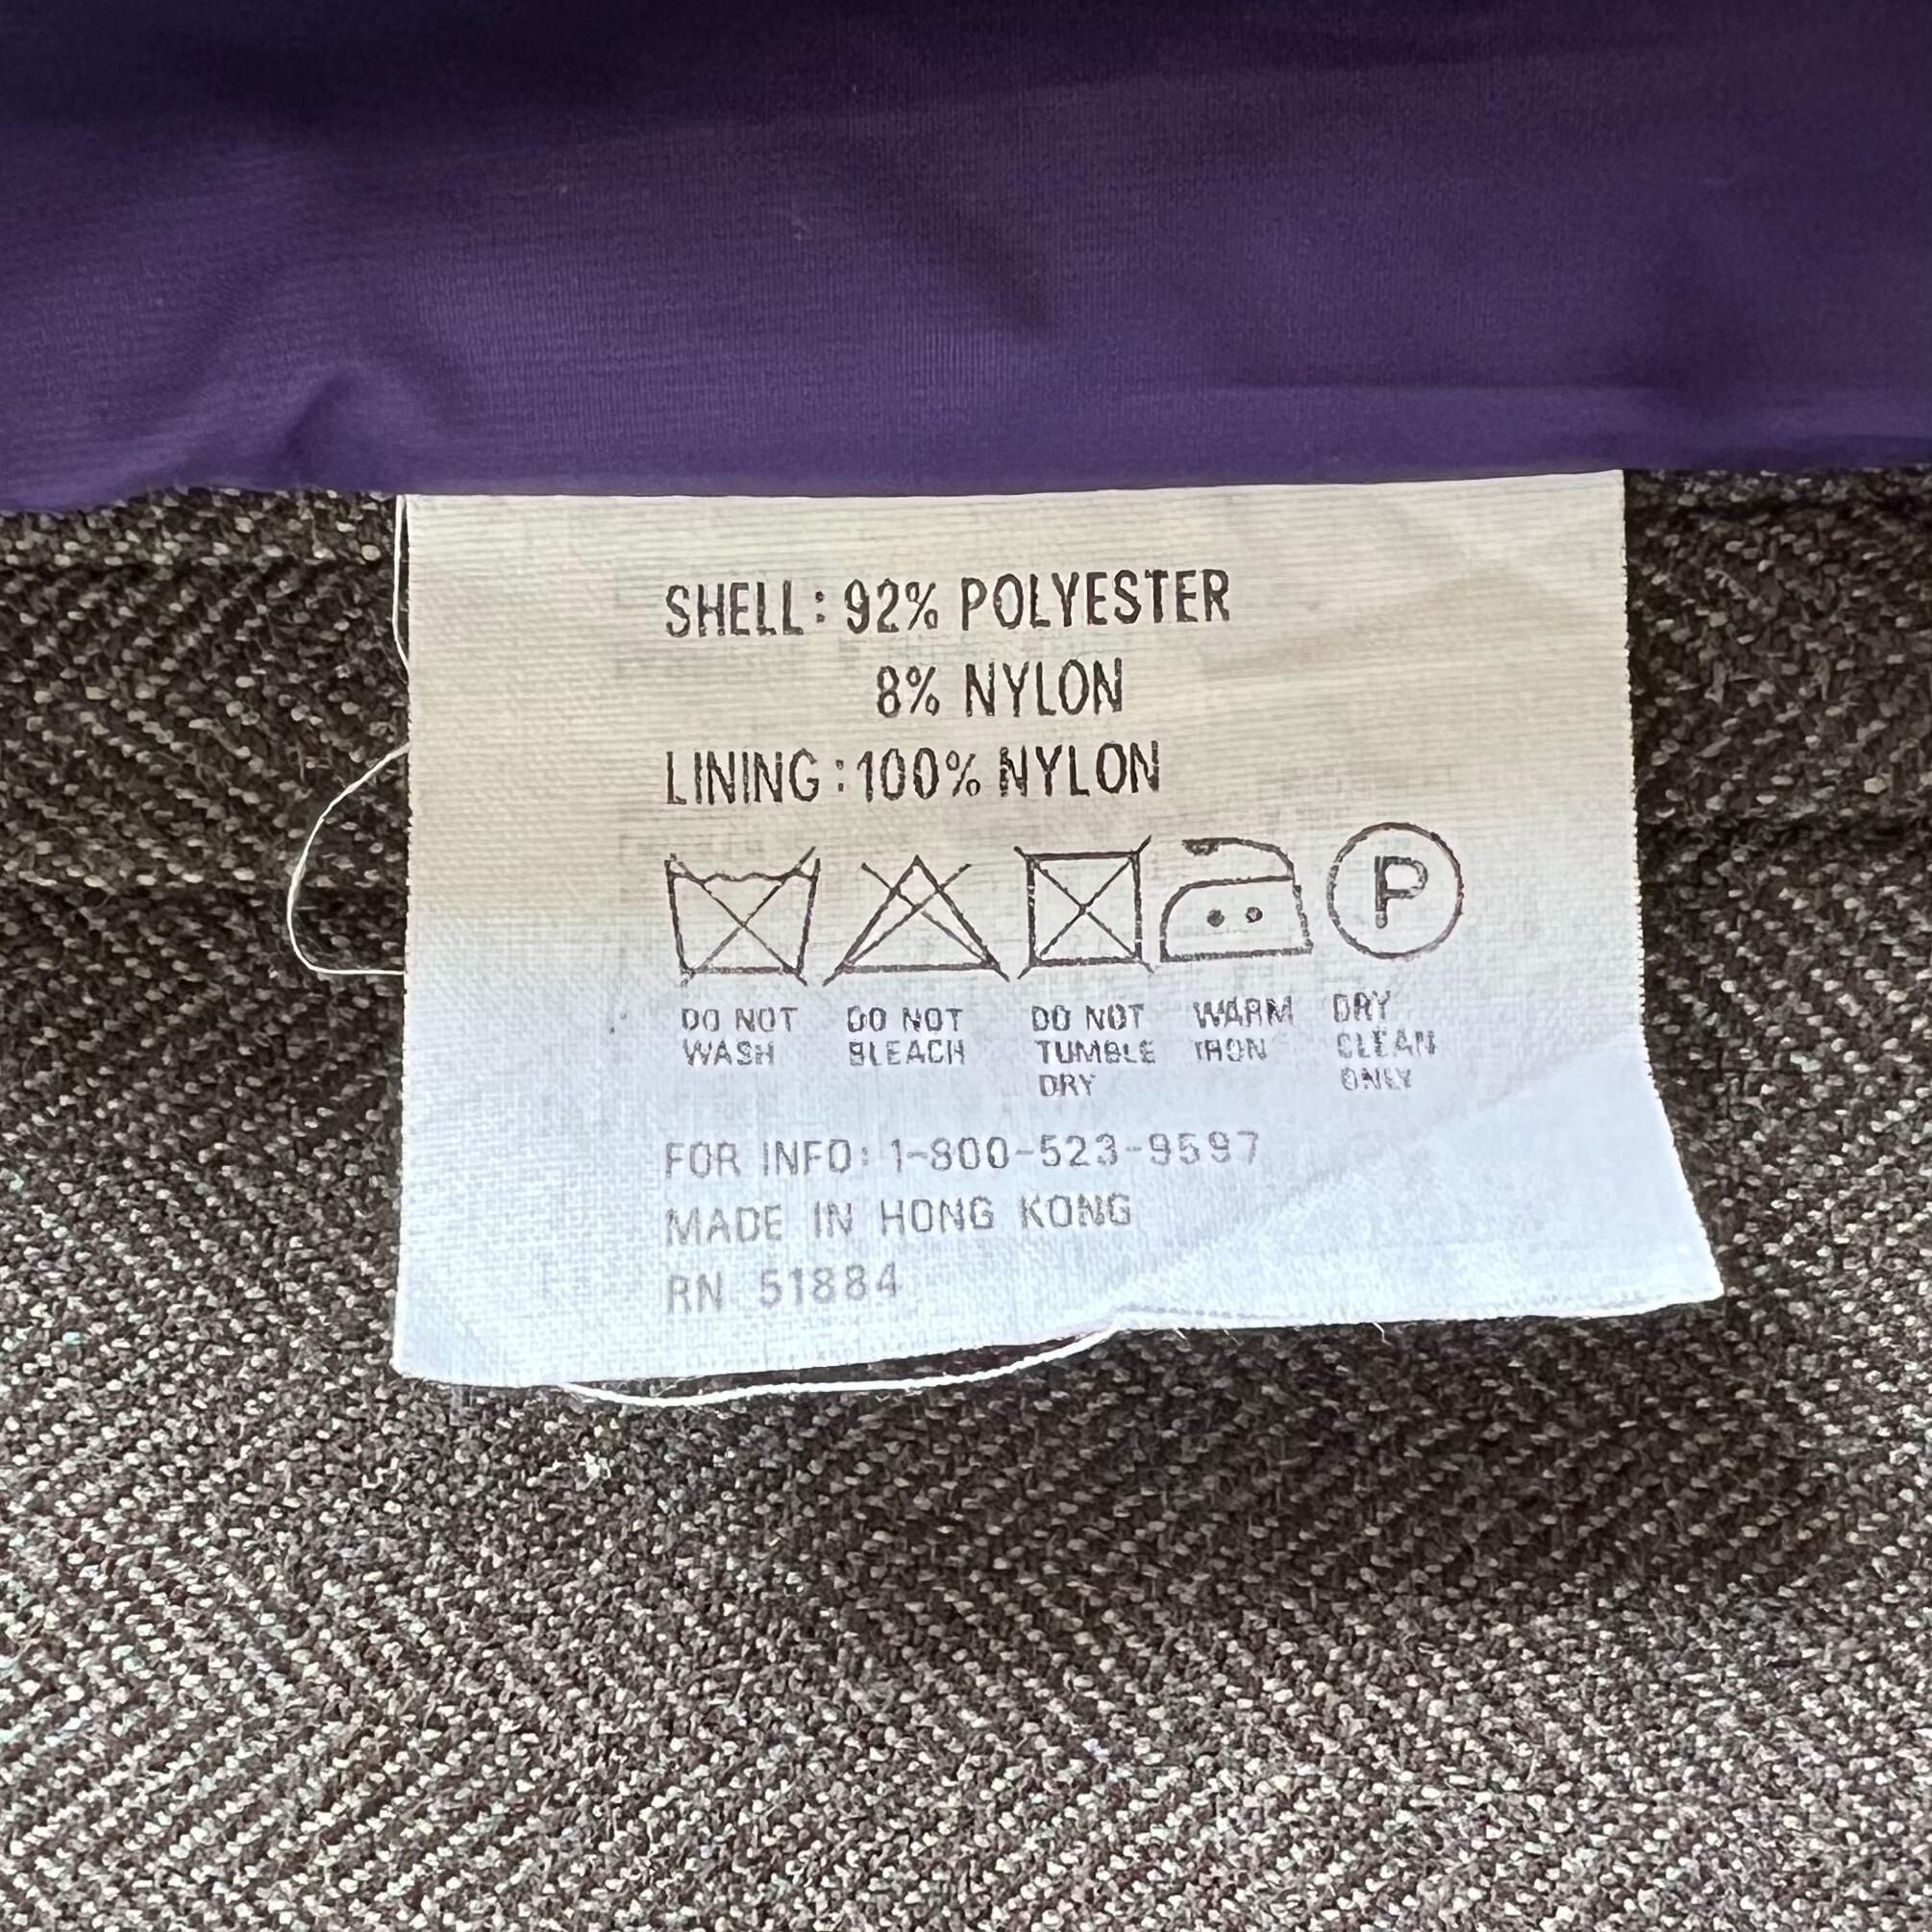 SHELL: 92% POLYESTER
8% NYLON
LINING: 100% NYLON
P
DO NOT WASH
DO NOT BLEACH
DO NOT TUMBLE DRY
WARM IRON
DRY CLEAN ONLY
FOR INFO: 1-800-523-9597
MADE IN HONG KONG
RN 51884